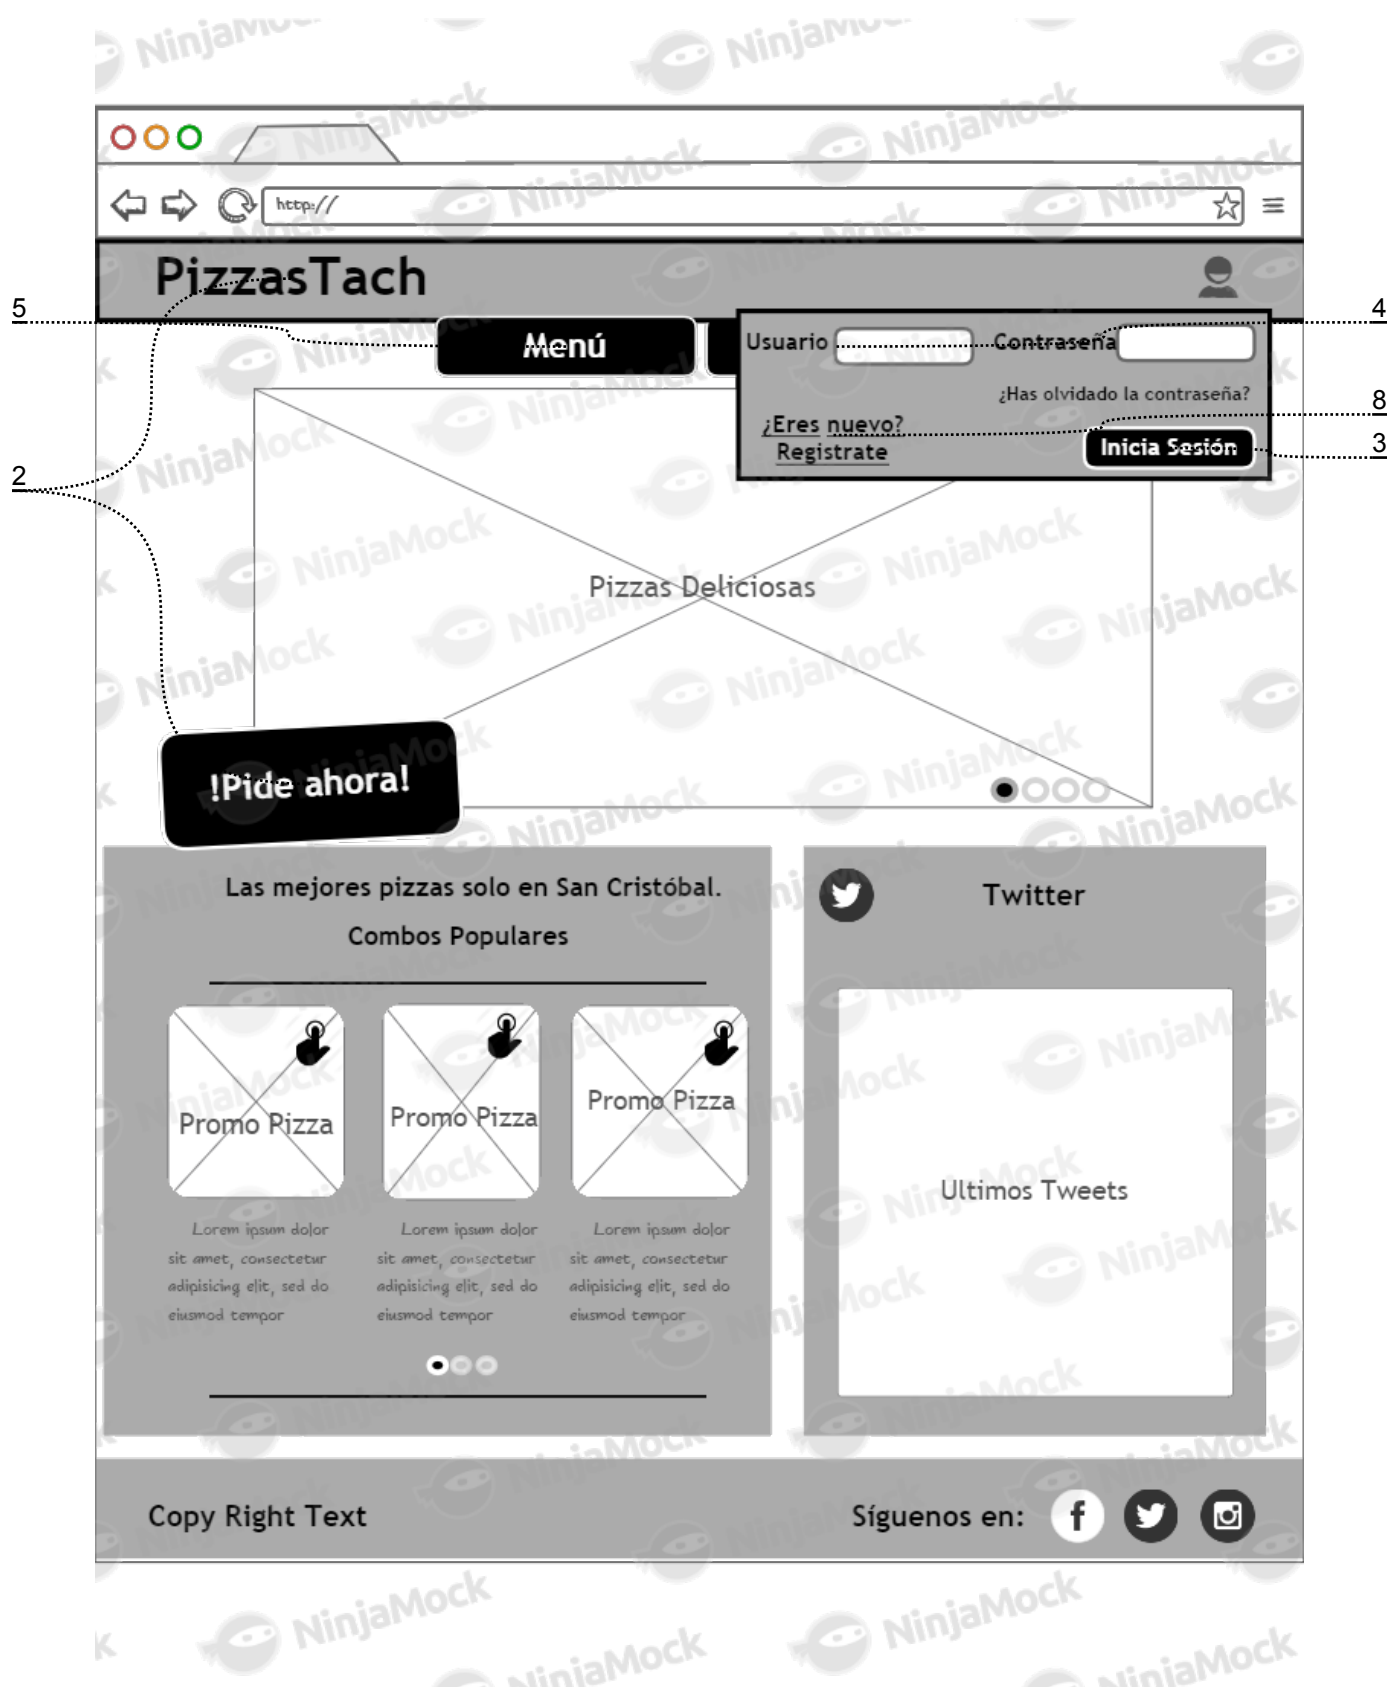 http://
PizzasTach
5
4
Menú
Usuario
Contraseña
¿Has olvidado la contraseña?
8
¿Eres nuevo?
Registrate
Inicia Sesión
3
2
Pizzas Deliciosas
!Pide ahora!
Las mejores pizzas solo en San Cristóbal.
Combos Populares
Promo Pizza
Promo Pizza
Promo Pizza
Lorem ipsum dolor
sit amet, consectetur
adipisicing elit, sed do
eiusmod tempor
Lorem ipsum dolor
sit amet, consectetur
adipisicing elit, sed do
eiusmod tempor
Lorem ipsum dolor
sit amet, consectetur
adipisicing elit, sed do
eiusmod tempor
Twitter
Ultimos Tweets
Copy Right Text
Síguenos en:
NinjaMock